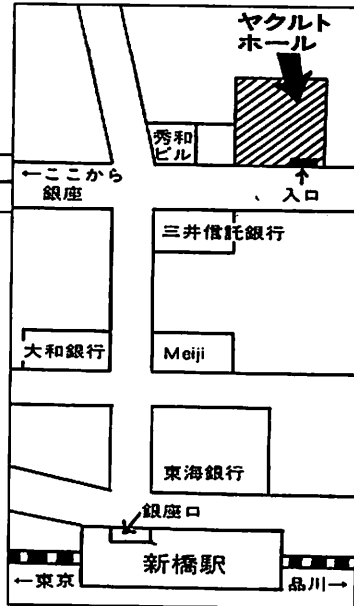 ヤクルト
ホール
秀和
ビル
←ここから
銀座
入口
三井信託銀行
大和銀行
Meiji
東海銀行
銀座口
新橋駅
←東京
品川→